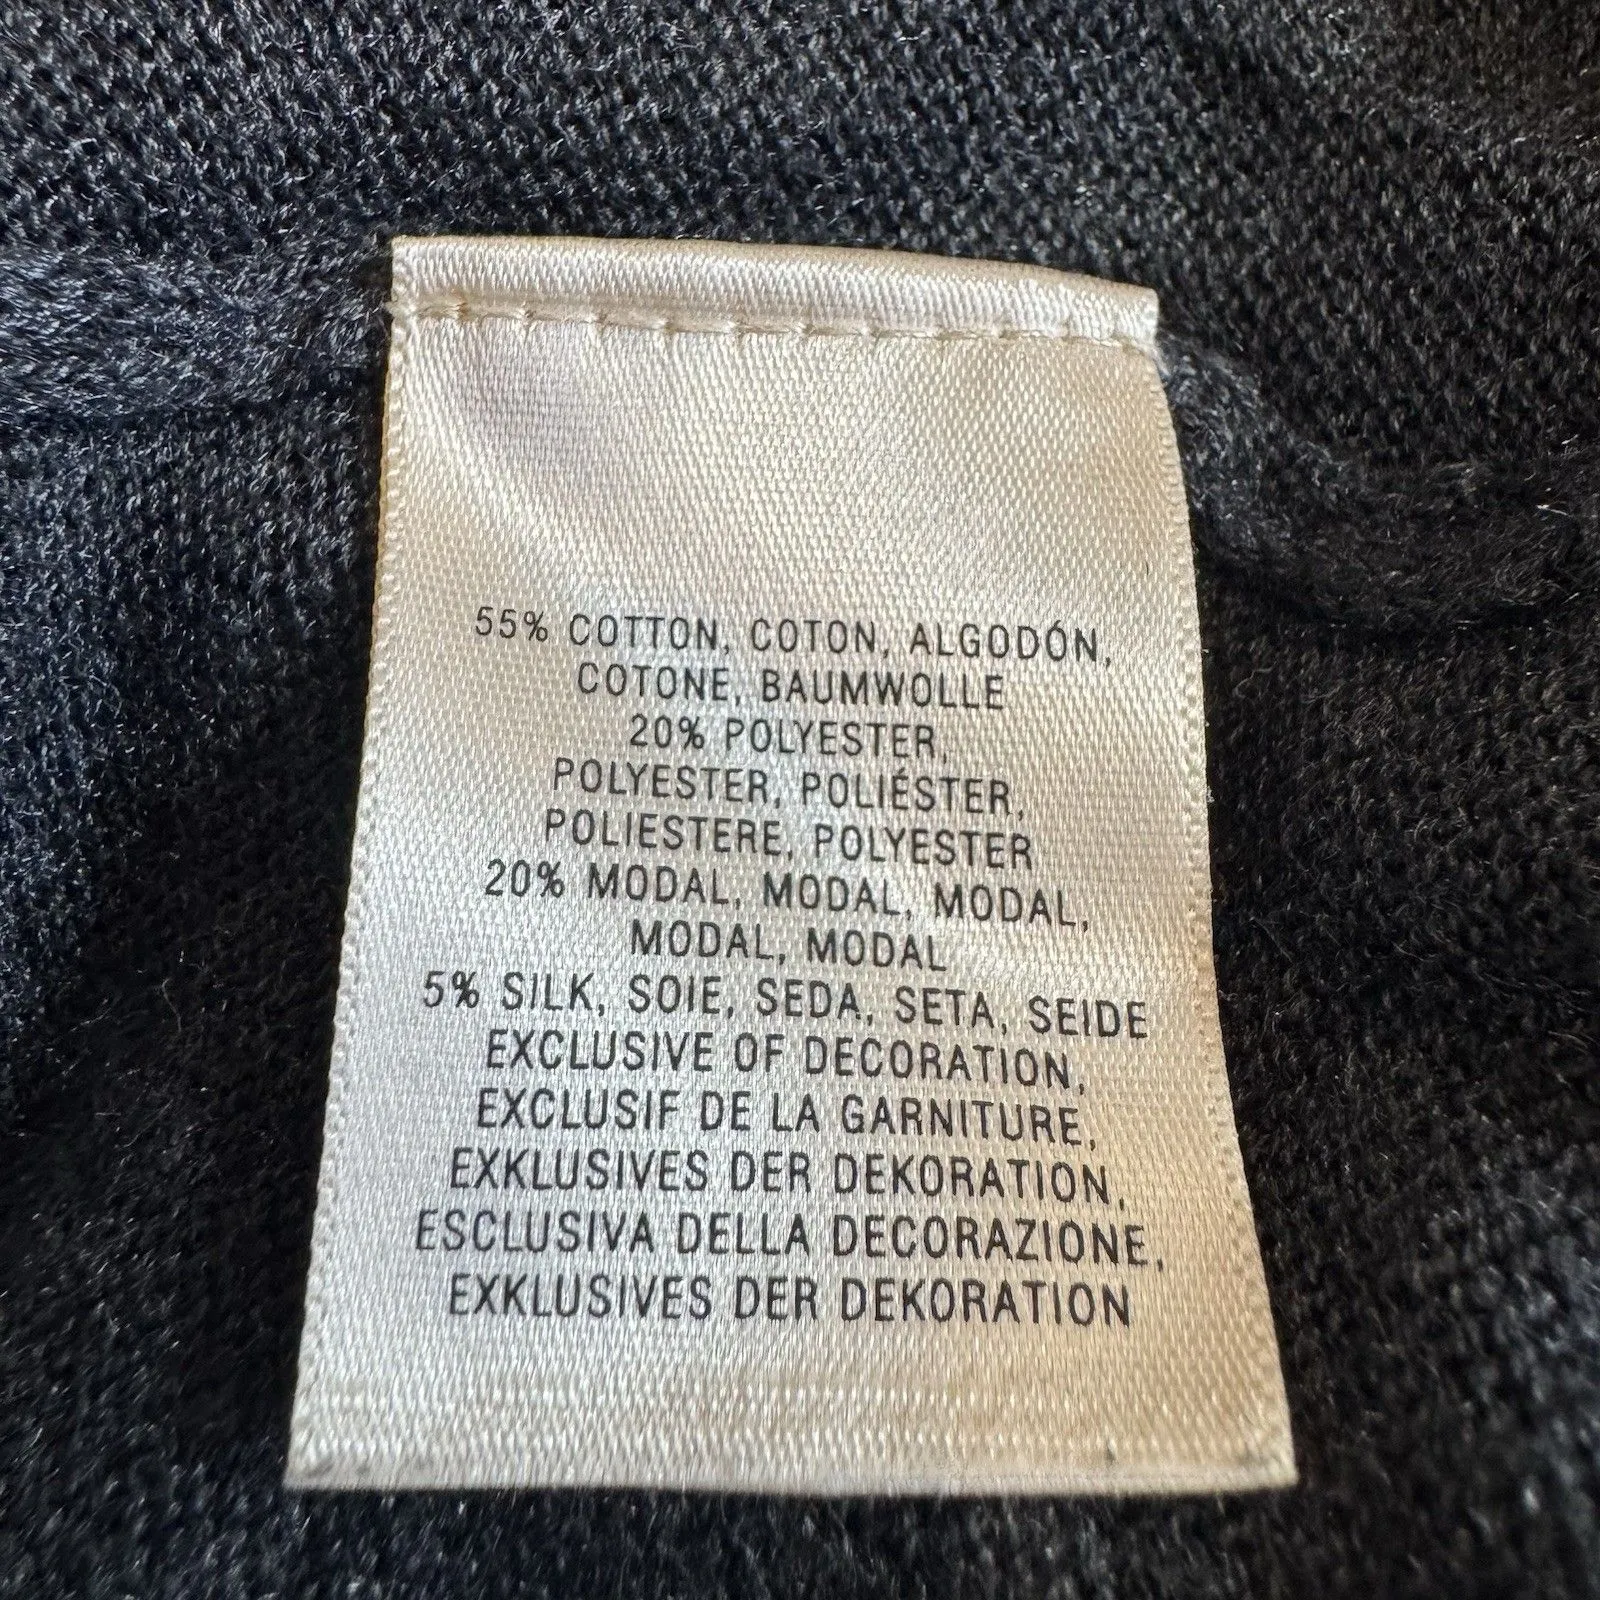 55% COTTON, COTON, ALGODÓN,
COTONE, BAUMWOLLE
20% POLYESTER,
POLYESTER, POLIÉSTER,
POLIESTERE, POLYESTER
20% MODAL, MODAL, MODAL,
MODAL, MODAL
5% SILK, SOIE, SEDA, SETA, SEIDE
EXCLUSIVE OF DECORATION,
EXCLUSIF DE LA GARNITURE,
EXKLUSIVES DER DEKORATION,
ESCLUSIVA DELLA DECORAZIONE,
EXKLUSIVES DER DEKORATION